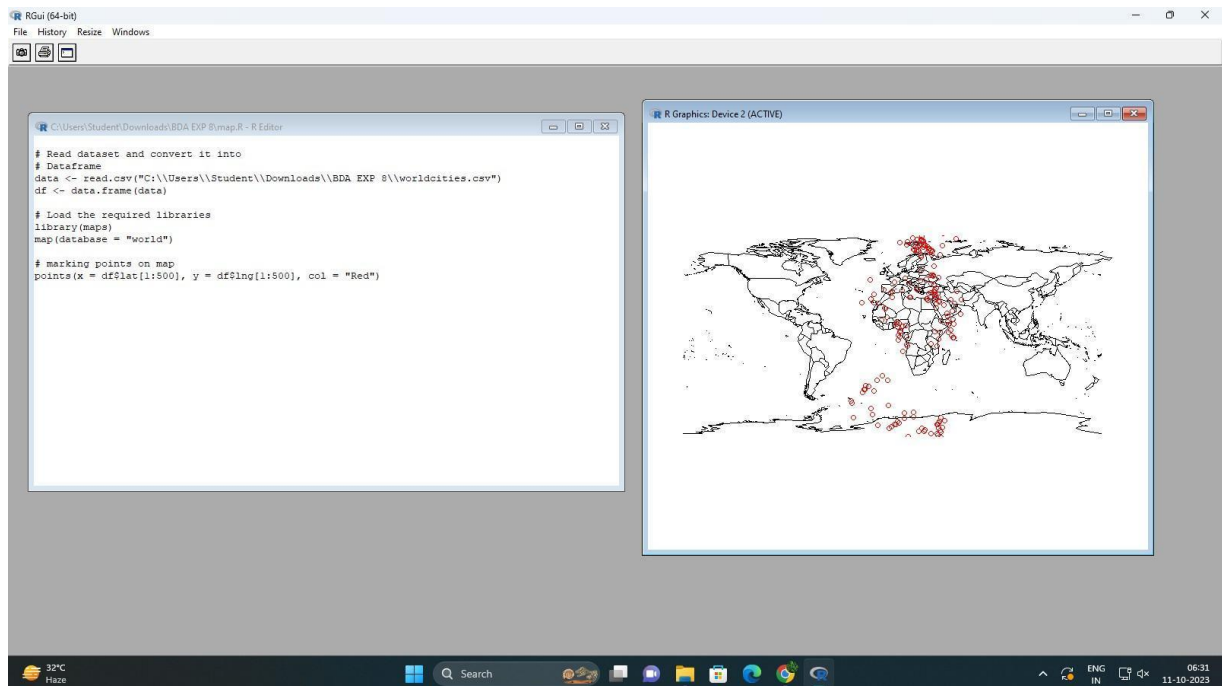 RGui (64-bit)
File History Resize Windows
C:\Users\Student\Downloads\BDA EXP 8\map.R - R Editor
# Read dataset and convert it into
# Dataframe
data <- read.csv("C:\\Users\\Student\\Downloads\\BDA EXP 8\\worldcities.csv")
df <- data.frame(data)
# Load the required libraries
library(maps)
map(database = "world")
# marking points on map
points(x = df$lat[1:500], y = df$lng[1:500], col = "Red")
R Graphics: Device 2 (ACTIVE)
32°C
Haze
Search
ENG
IN
06:31
11-10-2023